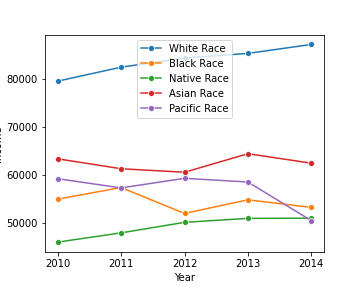 White Race
Black Race
Native Race
Asian Race
Pacific Race
80000
70000
60000
50000
2010
2011
2012
2013
2014
Year